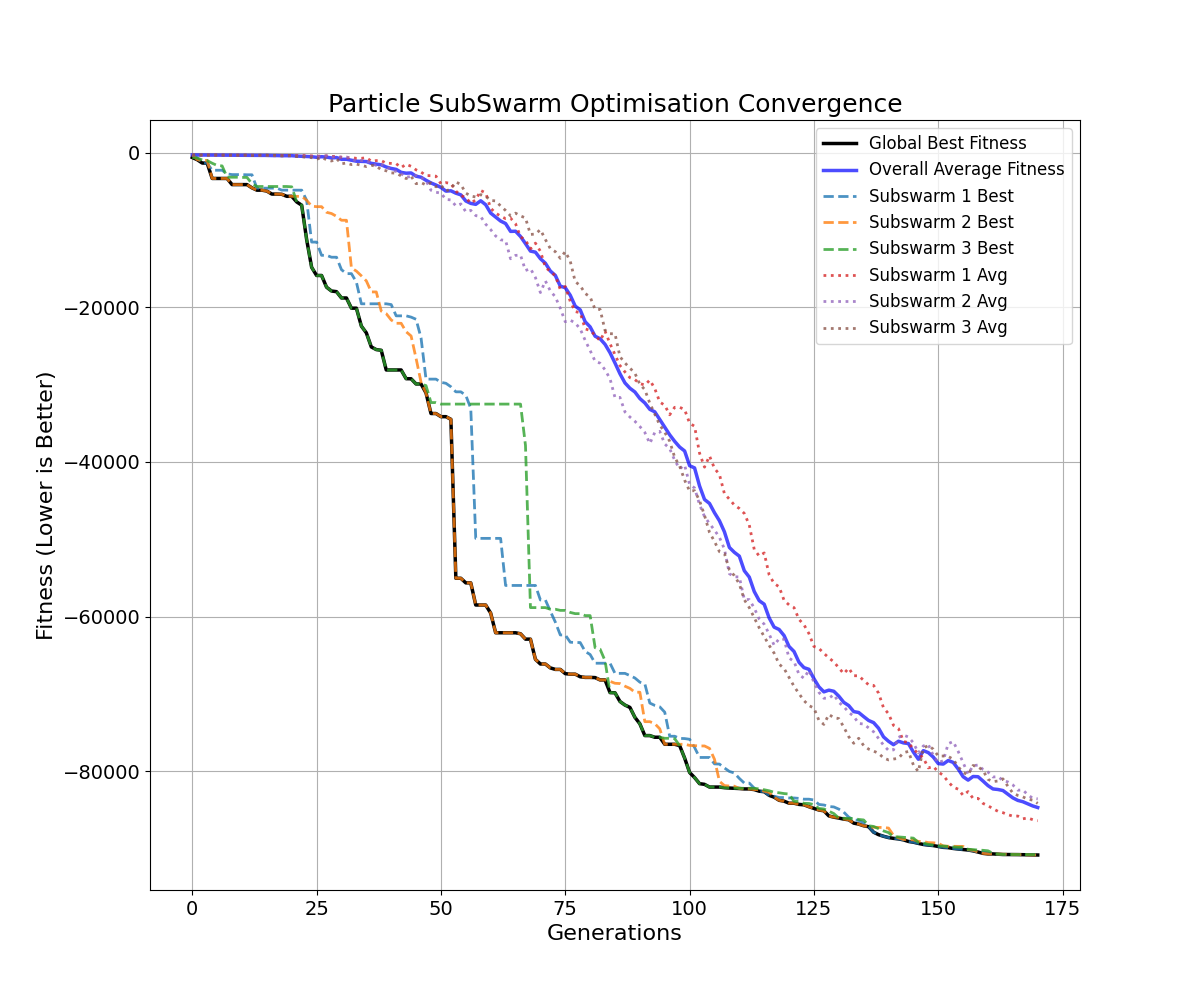 Particle SubSwarm Optimisation Convergence
Global Best Fitness
Overall Average Fitness
Subswarm 1 Best
Subswarm 2 Best
Subswarm 3 Best
Subswarm 1 Avg
Subswarm 2 Avg
Subswarm 3 Avg
0
−20000
−40000
−60000
−80000
Fitness (Lower is Better)
0 25 50 75 100 125 150 175
Generations